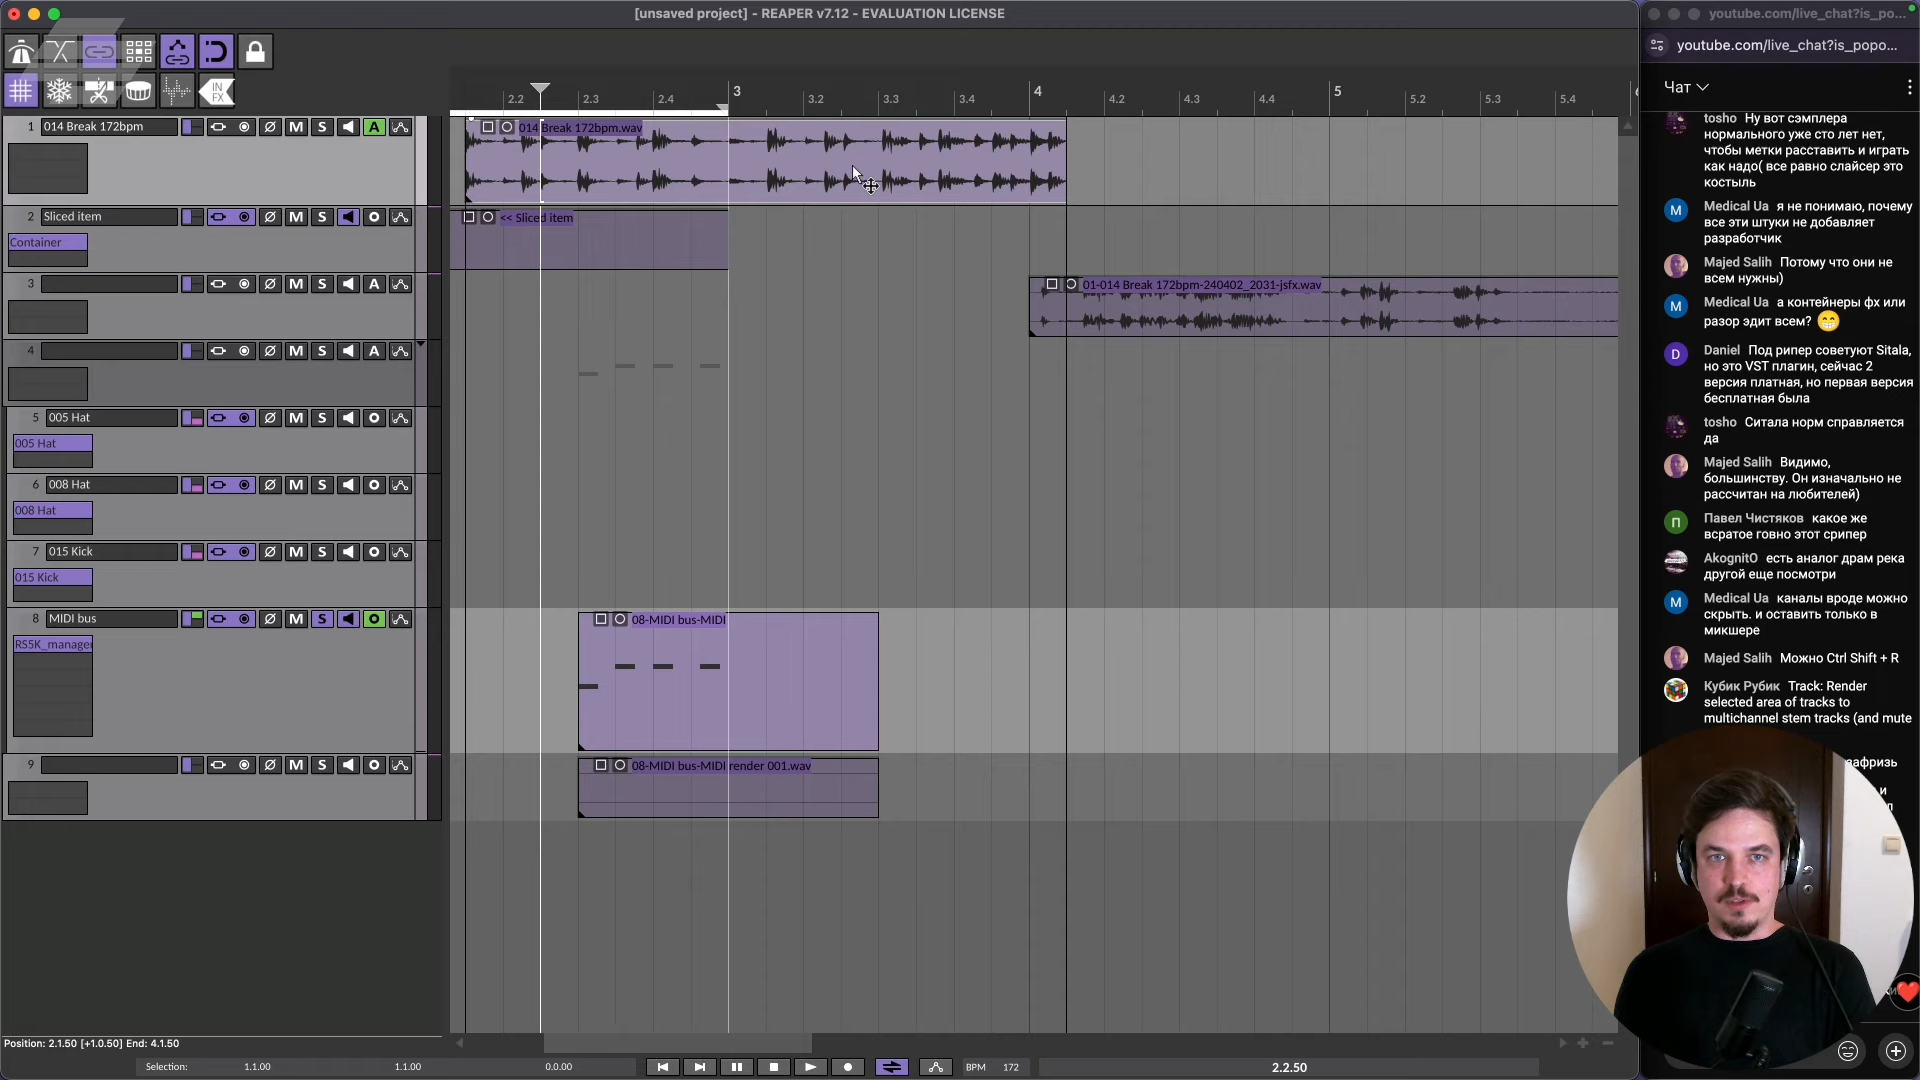 [unsaved project] - REAPER v7.12 - EVALUATION LICENSE
youtube.com/live_chat?is_po...
youtube.com/live_chat?is_popo...
IN
FX
Чат
2.2
2.3
2.4
3
3.2
3.3
3.4
4
4.2
4.3
4.4
5
5.2
5.3
5.4
1 014 Break 172bpm M S A
014 Break 172bpm.wav
2 Sliced item M S
<< Sliced item
Container
3 M S A
01-014 Break 172bpm-240402_2031-jsfx.wav
4 M S A
5 005 Hat M S
005 Hat
6 008 Hat M S
008 Hat
7 015 Kick M S
015 Kick
8 MIDI bus M S
08-MIDI bus-MIDI
RS5K_manager
9 M S
08-MIDI bus-MIDI render 001.wav
tosho Ну вот сэмплера
нормального уже сто лет нет,
чтобы метки расставить и играть
как надо( все равно слайсер это
костыль
M
Medical Ua я не понимаю, почему
все эти штуки не добавляет
разработчик
Majed Salih Потому что они не
всем нужны)
M
Medical Ua а контейнеры фх или
разор эдит всем?
D
Daniel Под рипер советуют Sitala,
но это VST плагин, сейчас 2
версия платная, но первая версия
бесплатная была
tosho Ситала норм справляется
да
Majed Salih Видимо,
большинству. Он изначально не
рассчитан на любителей)
П
Павел Чистяков какое же
всратое говно этот срипер
AkognitO есть аналог драм река
другой еще посмотри
M
Medical Ua каналы вроде можно
скрыть. и оставить только в
микшере
Majed Salih Можно Ctrl Shift + R
Кубик Рубик Track: Render
selected area of tracks to
multichannel stem tracks (and mute
зафризь
и
Position: 2.1.50 [+1.0.50] End: 4.1.50
Selection: 1.1.00 1.1.00 0.0.00
BPM 172
2.2.50